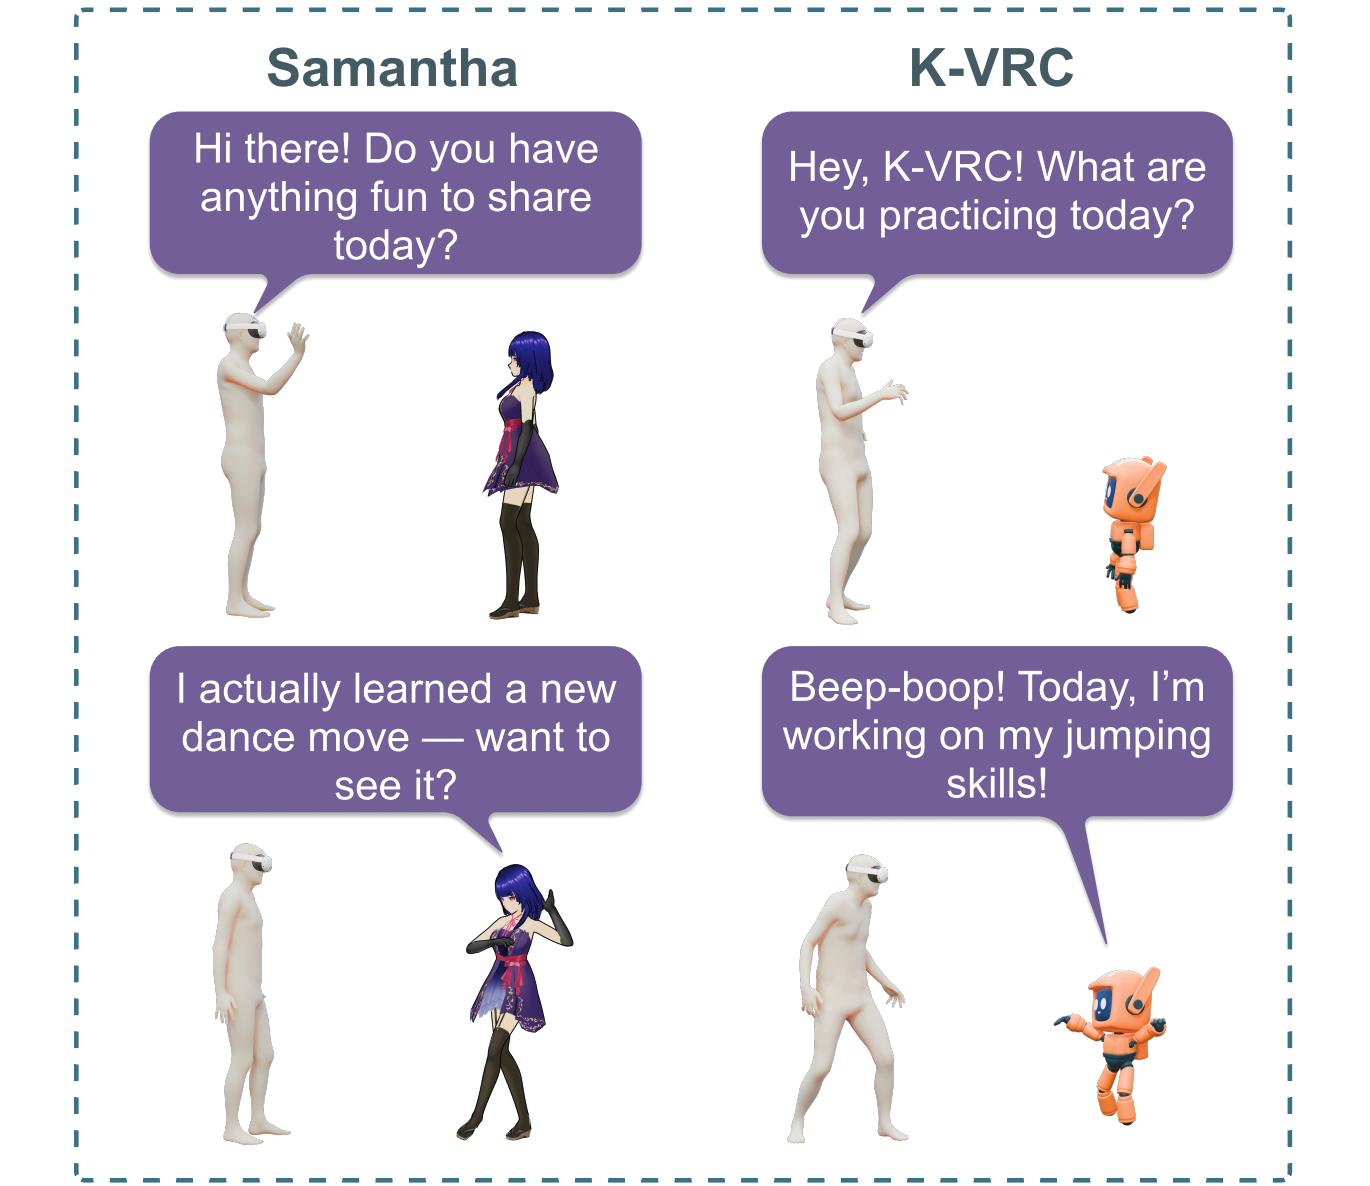 Samantha
Hi there! Do you have
anything fun to share
today?
I actually learned a new
dance move — want to
see it?
K-VRC
Hey, K-VRC! What are
you practicing today?
Beep-boop! Today, I’m
working on my jumping
skills!